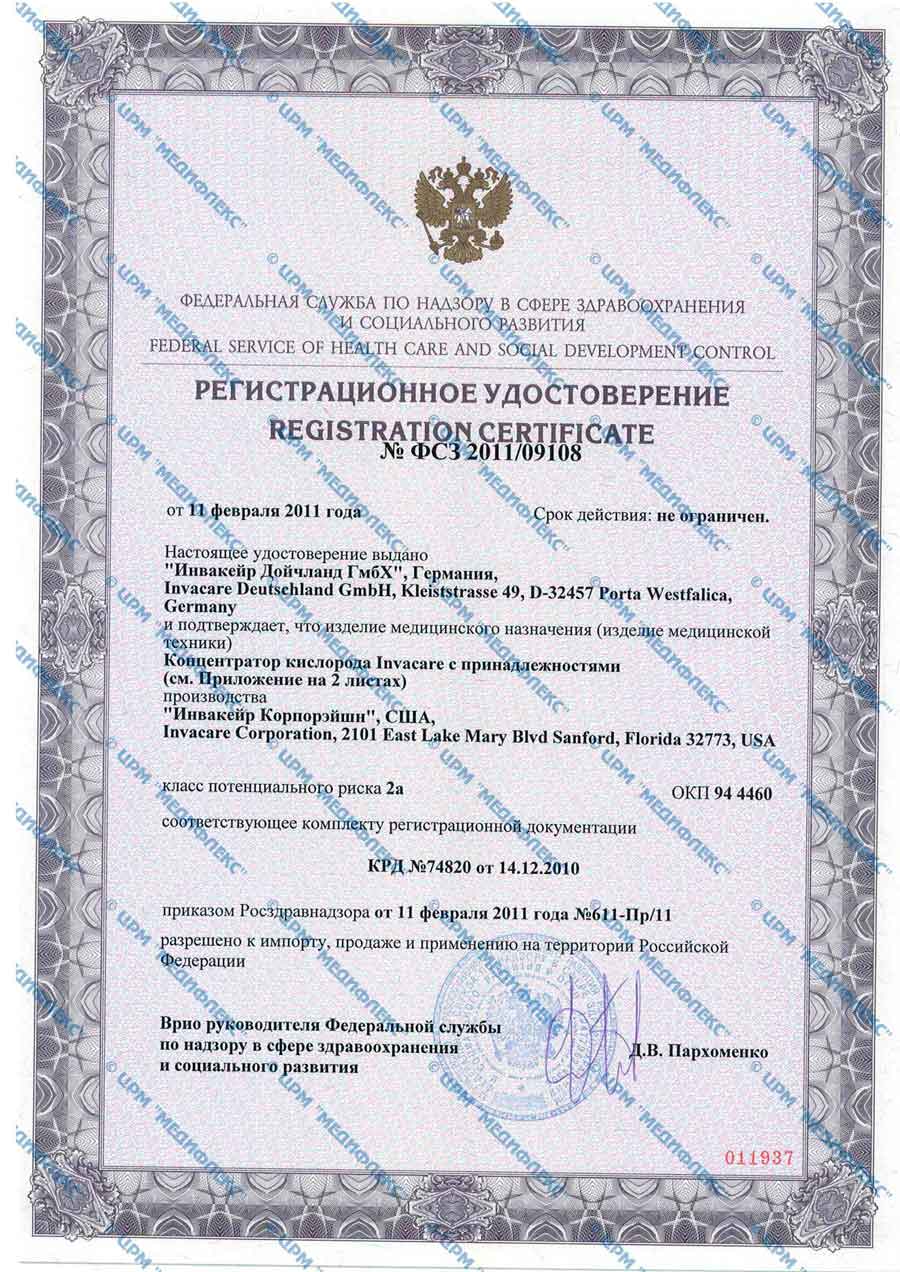 ФЕДЕРАЛЬНАЯ СЛУЖБА ПО НАДЗОРУ В СФЕРЕ ЗДРАВООХРАНЕНИЯ
И СОЦИАЛЬНОГО РАЗВИТИЯ
FEDERAL SERVICE OF HEALTH CARE AND SOCIAL DEVELOPMENT CONTROL
РЕГИСТРАЦИОННОЕ УДОСТОВЕРЕНИЕ
REGISTRATION CERTIFICATE
№ ФСЗ 2011/09108
от 11 февраля 2011 года Срок действия: не ограничен.
Настоящее удостоверение выдано
"Инвакейр Дойчланд ГмбХ", Германия,
Invacare Deutschland GmbH, Kleiststrasse 49, D-32457 Porta Westfalica,
Germany
и подтверждает, что изделие медицинского назначения (изделие медицинской
техники)
Концентратор кислорода Invacare с принадлежностями
(см. Приложение на 2 листах)
производства
"Инвакейр Корпорэйшн", США,
Invacare Corporation, 2101 East Lake Mary Blvd Sanford, Florida 32773, USA
класс потенциального риска 2а ОКП 94 4460
соответствующее комплекту регистрационной документации
КРД №74820 от 14.12.2010
приказом Росздравнадзора от 11 февраля 2011 года №611-Пр/11
разрешено к импорту, продаже и применению на территории Российской
Федерации
Врио руководителя Федеральной службы
по надзору в сфере здравоохранения
и социального развития
Д.В. Пархоменко
011937
© ЦРМ "МЕДИФЛЕКС"